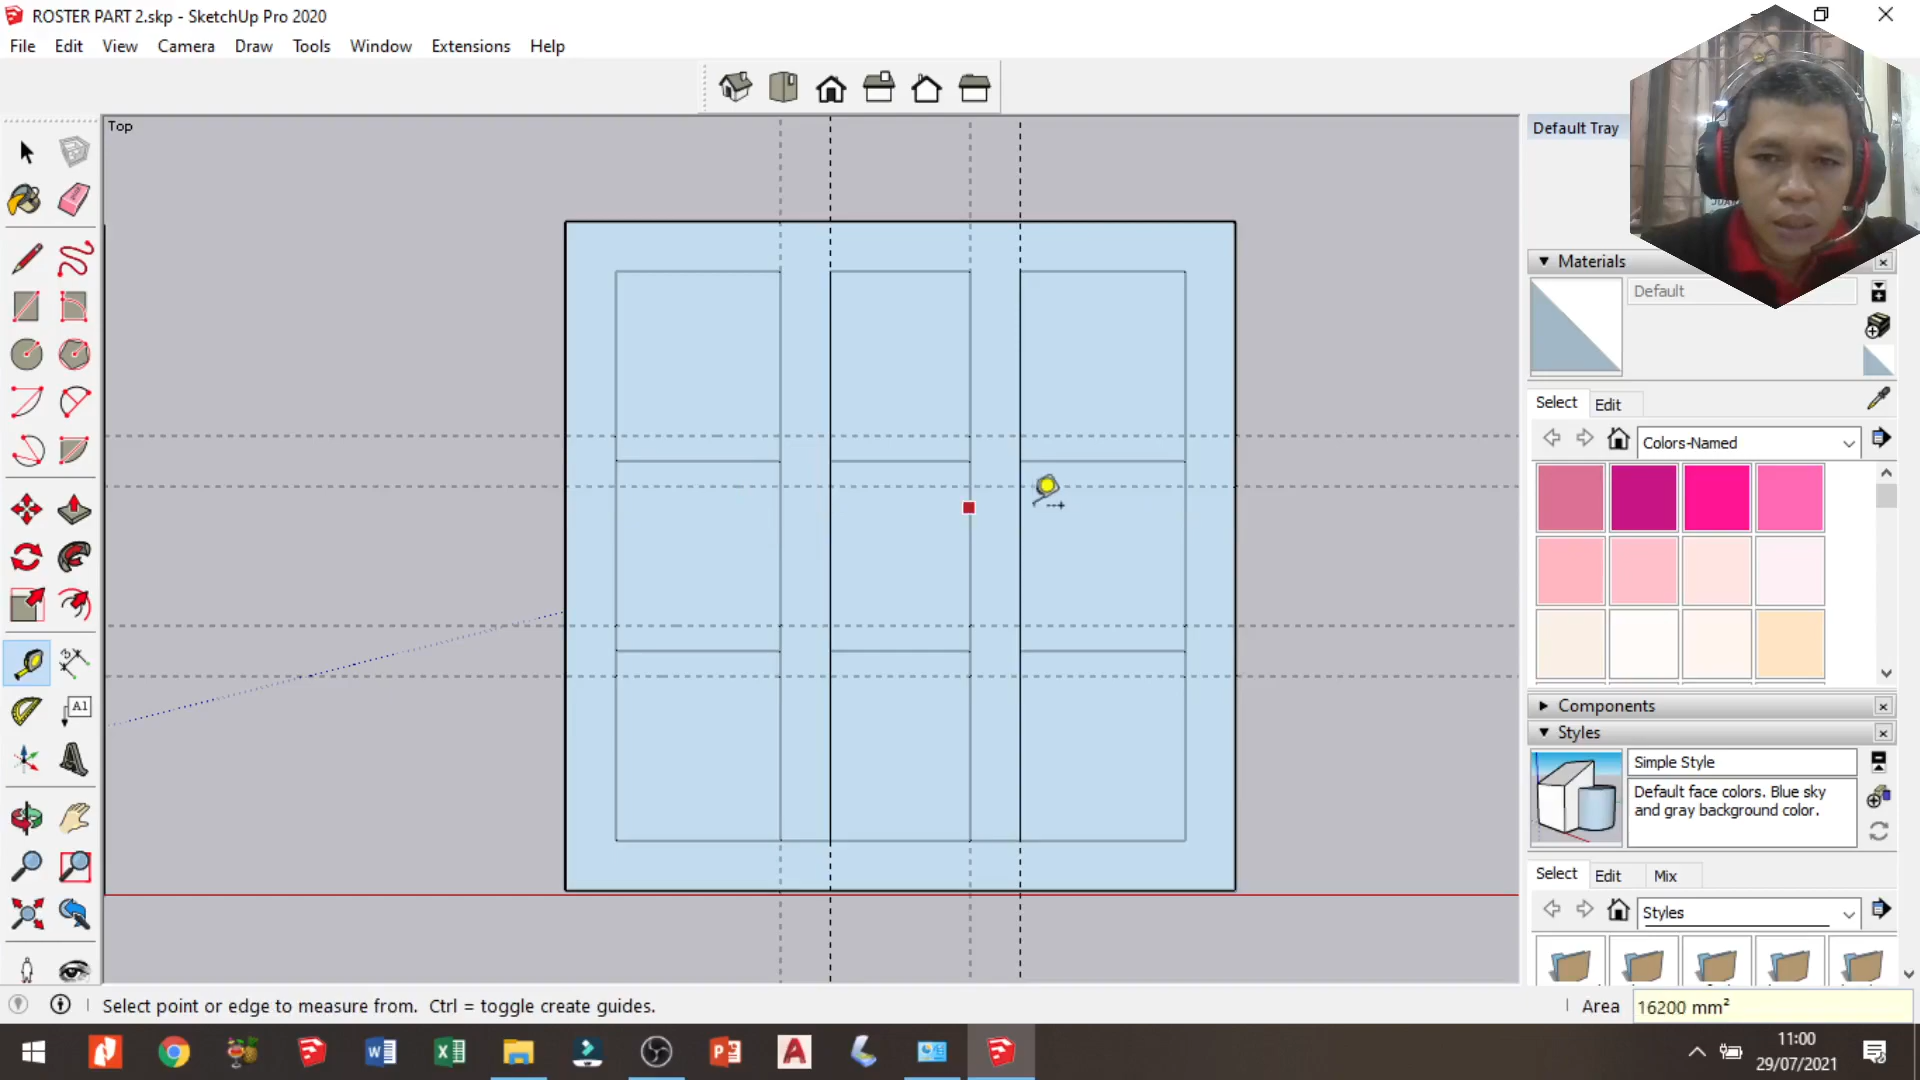 ROSTER PART 2.skp - SketchUp Pro 2020
File Edit View Camera Draw Tools Window Extensions Help
Top
Default Tray
Materials
Default
Select Edit
Colors-Named
A1
Components
Styles
Simple Style
Default face colors. Blue sky
and gray background color.
Select Edit Mix
Styles
Select point or edge to measure from. Ctrl = toggle create guides.
Area 16200 mm²
11:00
29/07/2021